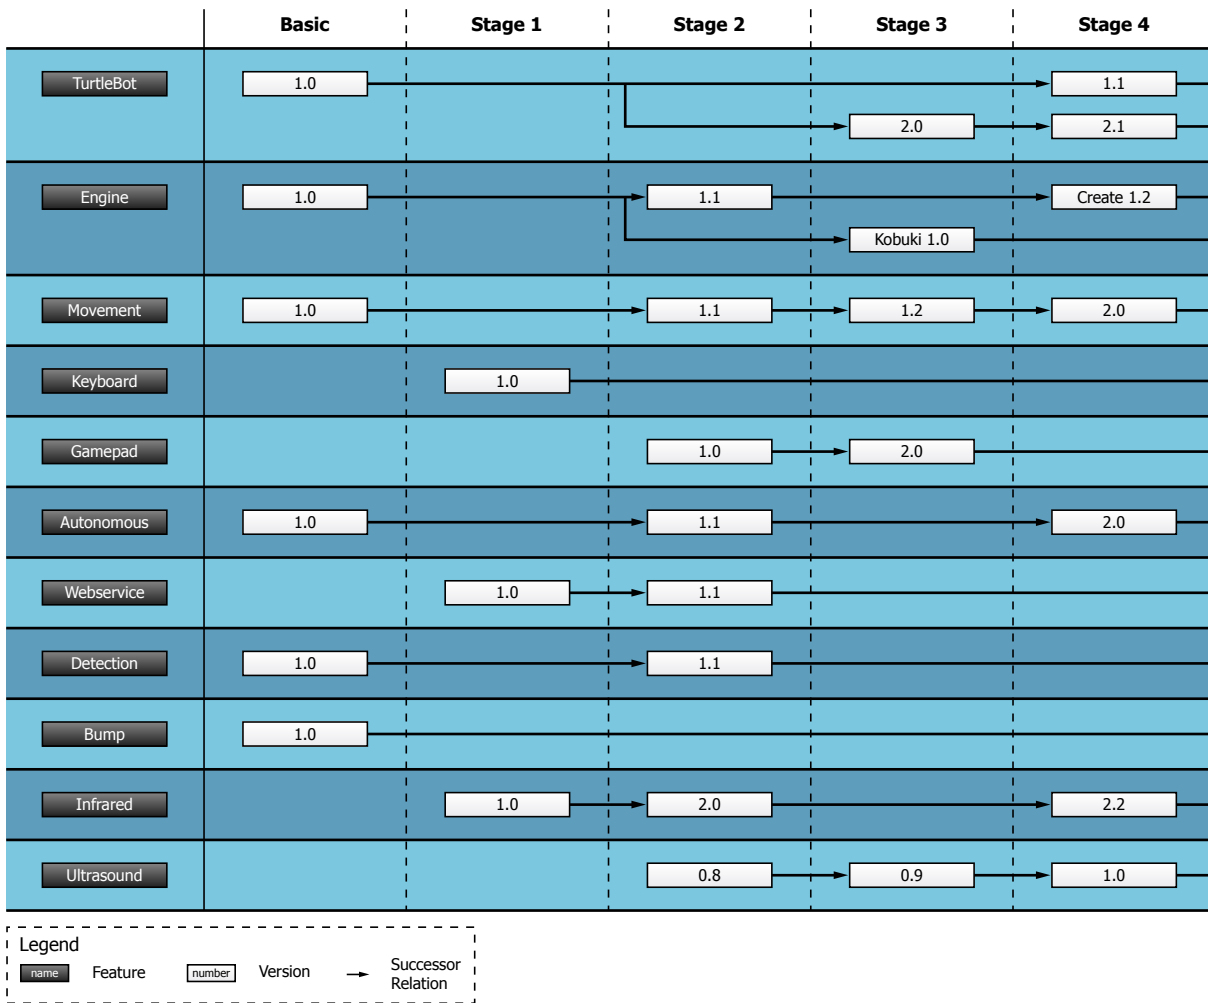 Basic Stage 1 Stage 2 Stage 3 Stage 4
TurtleBot 1.0 1.1
2.0 2.1
Engine 1.0 1.1 Create 1.2
Kobuki 1.0
Movement 1.0 1.1 1.2 2.0
Keyboard 1.0
Gamepad 1.0 2.0
Autonomous 1.0 1.1 2.0
Webservice 1.0 1.1
Detection 1.0 1.1
Bump 1.0
Infrared 1.0 2.0 2.2
Ultrasound 0.8 0.9 1.0
Legend
name Feature number Version Successor
Relation